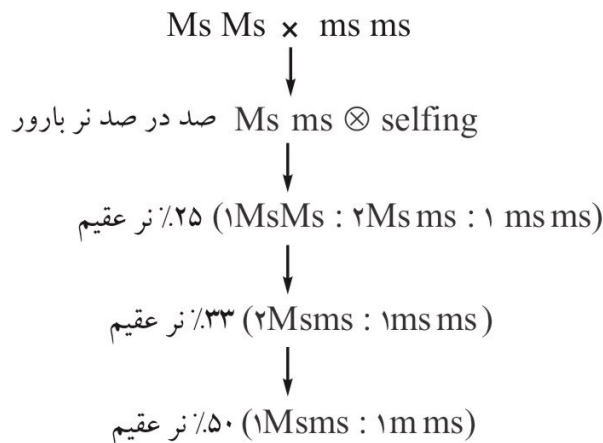 Ms Ms × ms ms
صد در صد نر بارور Ms ms ⊗ selfing
۲۵٪ نر عقیم (۱MsMs : ۲Ms ms : ۱ ms ms)
۳۳٪ نر عقیم (۲Msms : ۱ms ms )
۵۰٪ نر عقیم (۱Msms : ۱m ms)